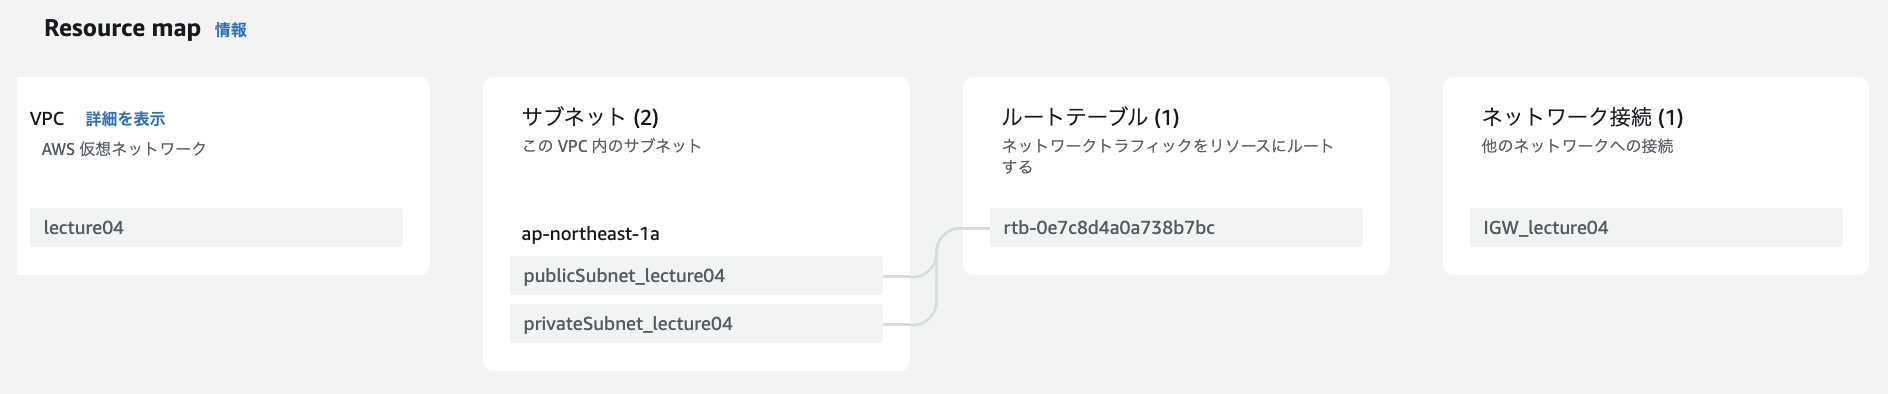 Resource map 情報
VPC 詳細を表示
AWS 仮想ネットワーク
lecture04
サブネット (2)
この VPC 内のサブネット
ap-northeast-1a
publicSubnet_lecture04
privateSubnet_lecture04
ルートテーブル (1)
ネットワークトラフィックをリソースにルート
する
rtb-0e7c8d4a0a738b7bc
ネットワーク接続 (1)
他のネットワークへの接続
IGW_lecture04